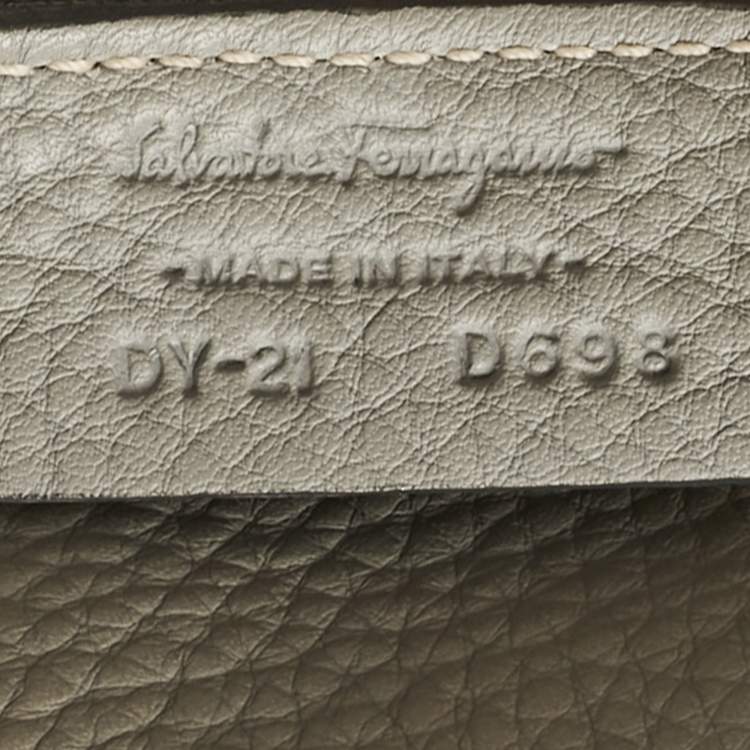 Salvatore Ferragamo
-MADE IN ITALY-
DY-21 D698